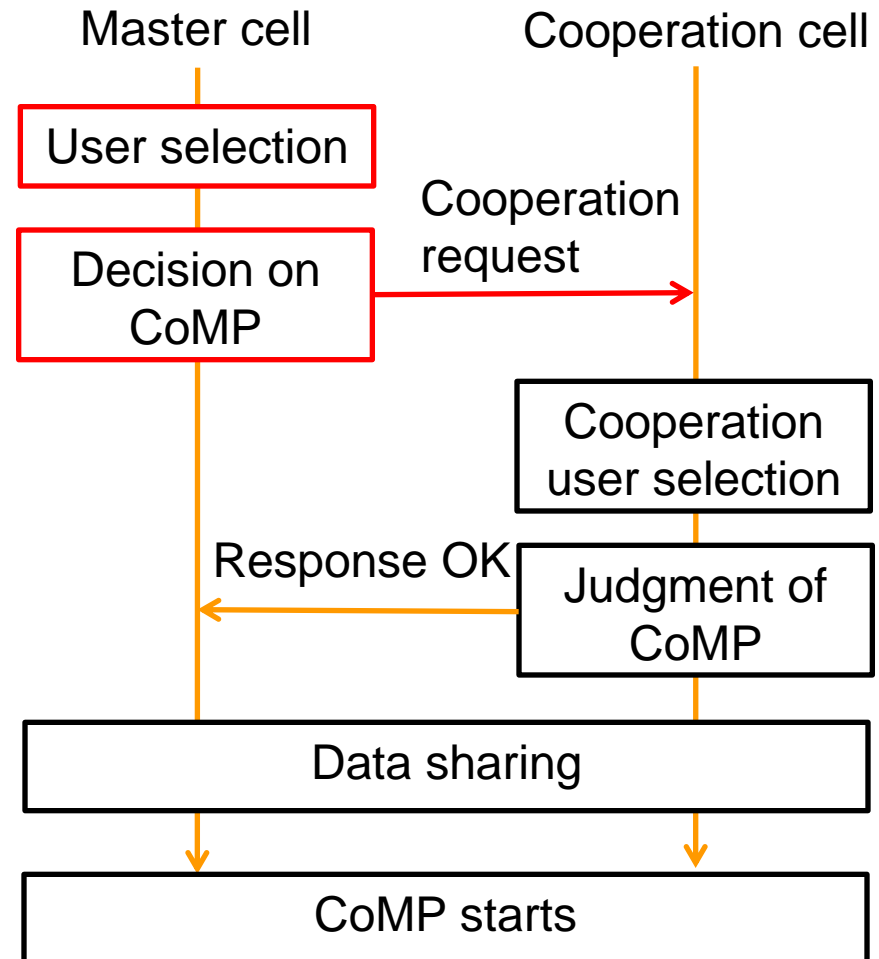 Master cell
Cooperation cell
User selection
Cooperation
request
Decision on
CoMP
Cooperation
user selection
Response OK
Judgment of
CoMP
Data sharing
CoMP starts